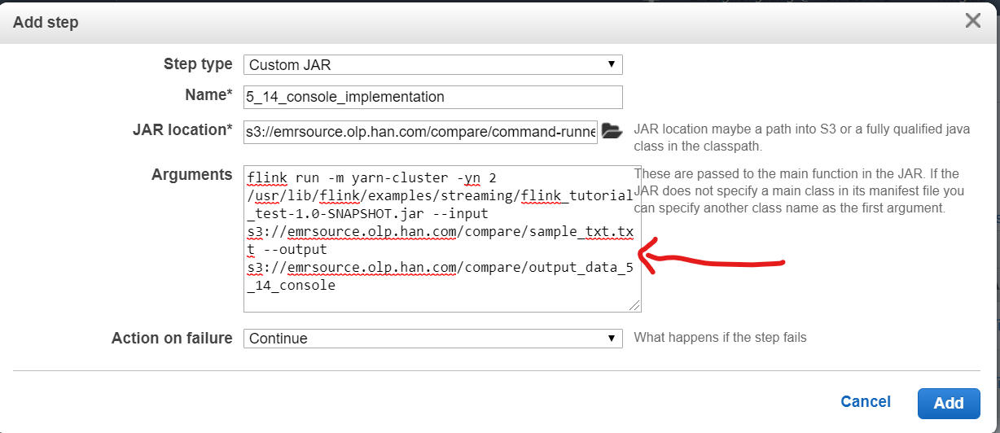 Add step
Step type
Custom JAR
Name*
5_14_console_implementation
JAR location*
s3://emrsource.olp.han.com/compare/command-runne
JAR location maybe a path into S3 or a fully qualified java
class in the classpath.
Arguments
flink run -m yarn-cluster -yn 2
/usr/lib/flink/examples/streaming/flink_tutorial
_test-1.0-SNAPSHOT.jar --input
s3://emrsource.olp.han.com/compare/sample_txt.tx
t --output
s3://emrsource.olp.han.com/compare/output_data_5
_14_console
These are passed to the main function in the JAR. If the
JAR does not specify a main class in its manifest file you
can specify another class name as the first argument.
Action on failure
Continue
What happens if the step fails
Cancel
Add